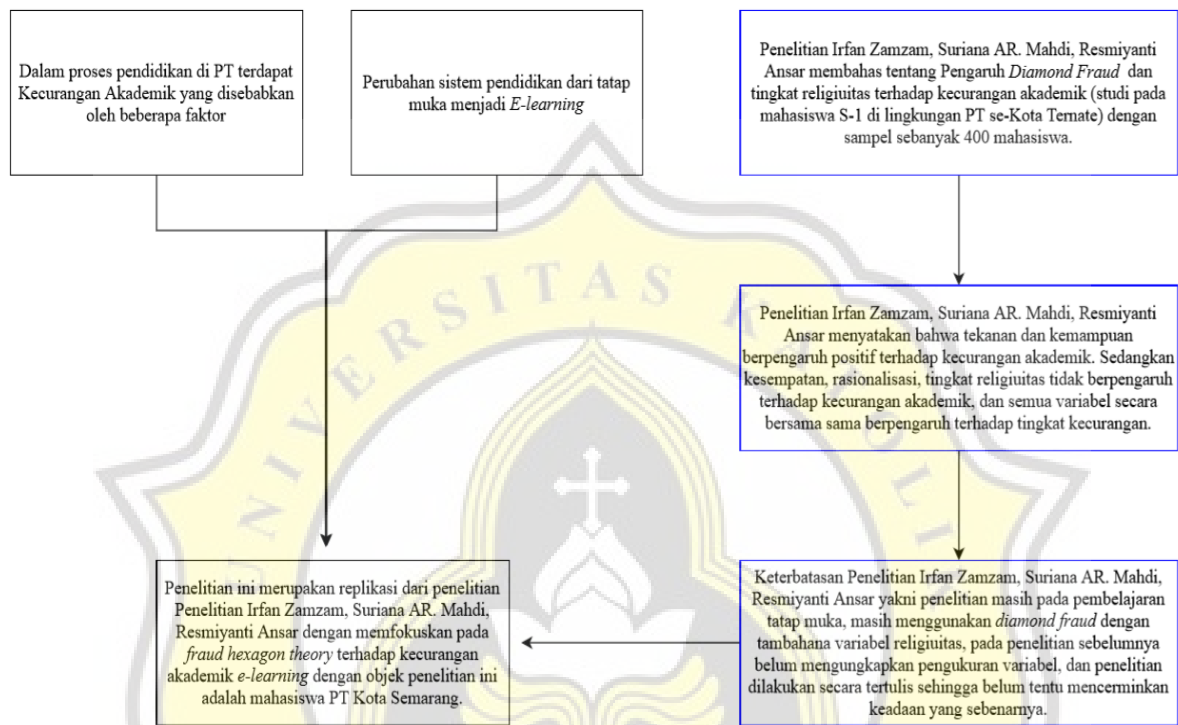 Dalam proses pendidikan di PT terdapat
Kecurangan Akademik yang disebabkan
oleh beberapa faktor
Perubahan sistem pendidikan dari tatap
muka menjadi E-learning
Penelitian Irfan Zamzam, Suriana AR. Mahdi, Resmiyanti
Ansar membahas tentang Pengaruh Diamond Fraud dan
tingkat religiuitas terhadap kecurangan akademik (studi pada
mahasiswa S-1 di lingkungan PT se-Kota Ternate) dengan
sampel sebanyak 400 mahasiswa.
Penelitian Irfan Zamzam, Suriana AR. Mahdi, Resmiyanti
Ansar menyatakan bahwa tekanan dan kemampuan
berpengaruh positif terhadap kecurangan akademik. Sedangkan
kesempatan, rasionalisasi, tingkat religiuitas tidak berpengaruh
terhadap kecurangan akademik, dan semua variabel secara
bersama sama berpengaruh terhadap tingkat kecurangan.
Keterbatasan Penelitian Irfan Zamzam, Suriana AR. Mahdi,
Resmiyanti Ansar yakni penelitian masih pada pembelajaran
tatap muka, masih menggunakan diamond fraud dengan
tambahana variabel religiuitas, pada penelitian sebelumnya
belum mengungkapkan pengukuran variabel, dan penelitian
dilakukan secara tertulis sehingga belum tentu mencerminkan
keadaan yang sebenarnya.
Penelitian ini merupakan replikasi dari penelitian
Penelitian Irfan Zamzam, Suriana AR. Mahdi,
Resmiyanti Ansar dengan memfokuskan pada
fraud hexagon theory terhadap kecurangan
akademik e-learning dengan objek penelitian ini
adalah mahasiswa PT Kota Semarang.
UNIVERSITAS KATOLIK